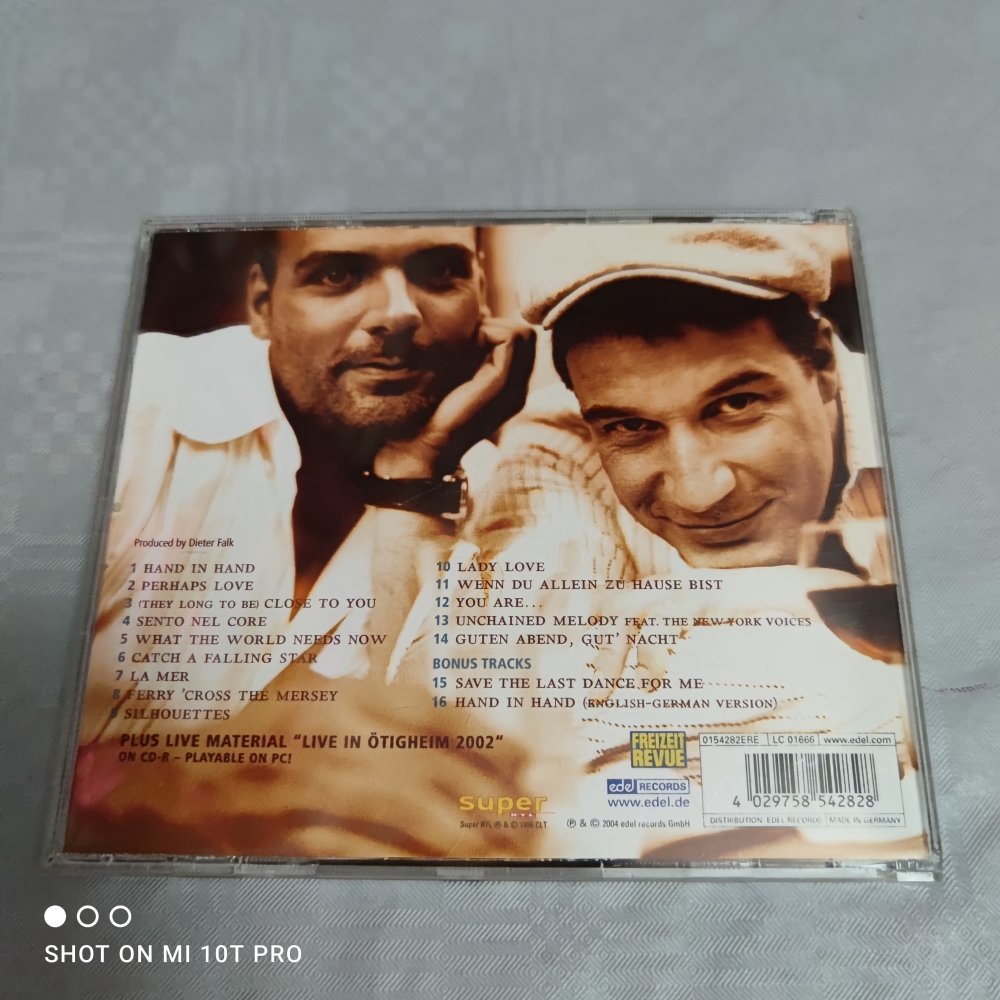 Produced by Dieter Falk
1 HAND IN HAND
2 PERHAPS LOVE
3 (THEY LONG TO BE) CLOSE TO YOU
4 SENTO NEL CORE
5 WHAT THE WORLD NEEDS NOW
6 CATCH A FALLING STAR
7 LA MER
8 FERRY 'CROSS THE MERSEY
9 SILHOUETTES
10 LADY LOVE
11 WENN DU ALLEIN ZU HAUSE BIST
12 YOU ARE...
13 UNCHAINED MELODY FEAT. THE NEW YORK VOICES
14 GUTEN ABEND, GUT' NACHT
BONUS TRACKS
15 SAVE THE LAST DANCE FOR ME
16 HAND IN HAND (ENGLISH-GERMAN VERSION)
PLUS LIVE MATERIAL "LIVE IN ÖTIGHEIM 2002"
ON CD-R – PLAYABLE ON PC!
super
RTL
Super RTL ® & © 1996 CLT
FREIZEIT
REVUE
edel RECORDS
www.edel.de
℗ & © 2004 edel records GmbH
0154282ERE LC 01666 www.edel.com
4 029758 542828
DISTRIBUTION: EDEL RECORDS MADE IN GERMANY
SHOT ON MI 10T PRO